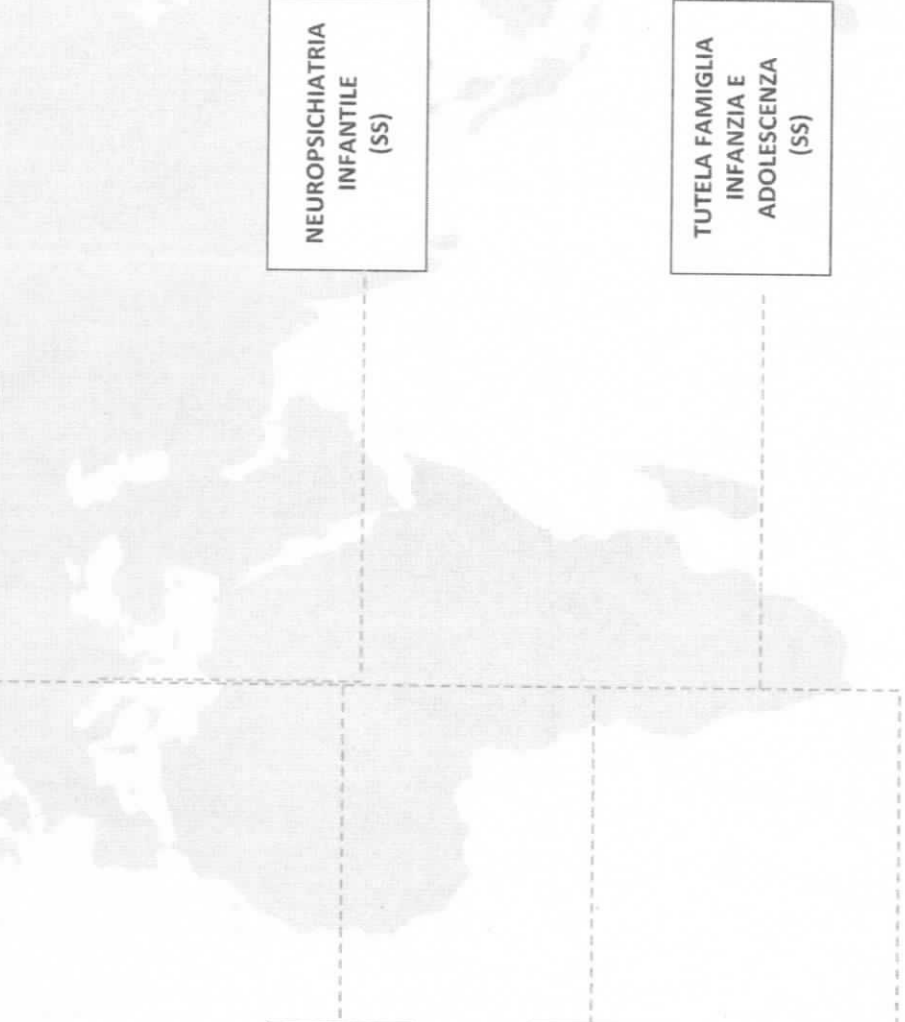 NEUROPSICHIATRIA
INFANTILE
(SS)
TUTELA FAMIGLIA
INFANZIA E
ADOLESCENZA
(SS)